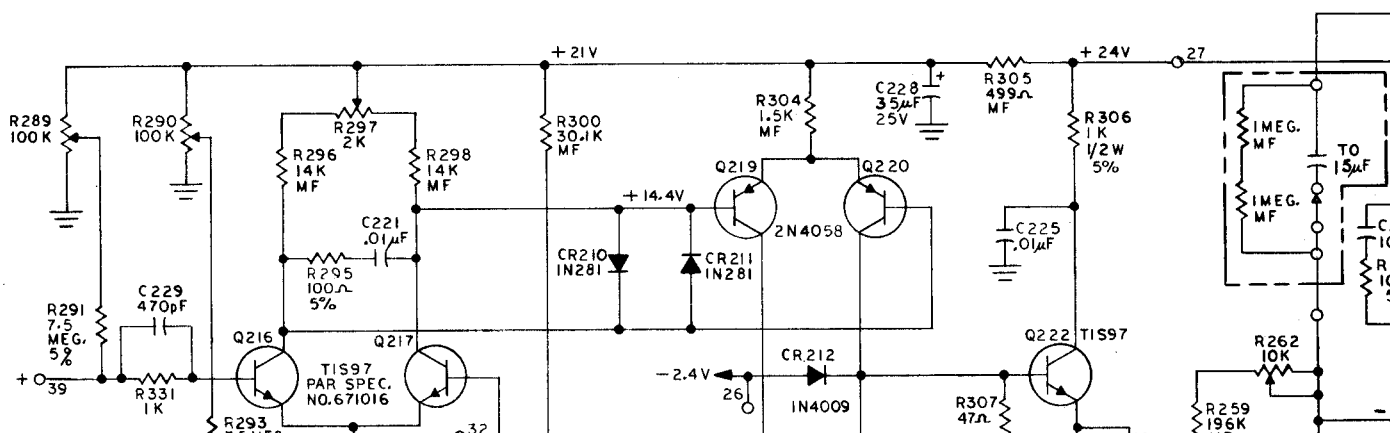 +21V
+24V
27
R289
100K
R290
100K
R297
2K
R296
14K
MF
R298
14K
MF
R300
30.1K
MF
R304
1.5K
MF
C228
35µF
25V
+
R305
499Ω
MF
R306
1K
1/2W
5%
1MEG.
MF
TO
15µF
1MEG.
MF
Q219
Q220
2N4058
+14.4V
C221
.01µF
R295
100Ω
5%
CR210
1N281
CR211
1N281
C225
.01µF
R291
7.5
MEG.
5%
C229
470pF
+
39
R331
1K
Q216
Q217
TIS97
PAR SPEC.
NO.671016
R293
32
-2.4V
26
CR212
1N4009
Q222
TIS97
R307
47Ω
R262
10K
R259
196K